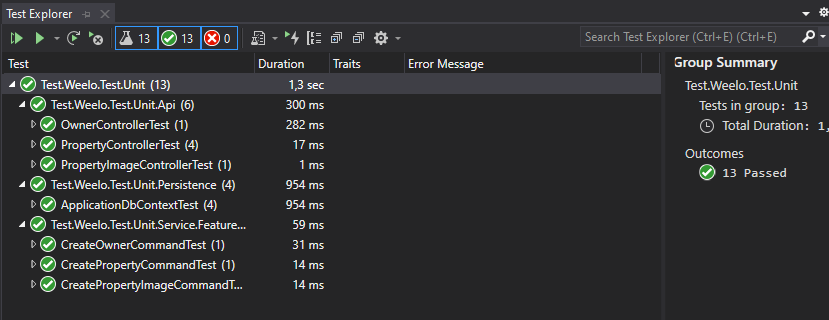 Test Explorer
13 13 0 Search Test Explorer (Ctrl+E) (Ctrl+E)
Test Duration Traits Error Message
Test.Weelo.Test.Unit (13) 1,3 sec
Test.Weelo.Test.Unit.Api (6) 300 ms
OwnerControllerTest (1) 282 ms
PropertyControllerTest (4) 17 ms
PropertyImageControllerTest (1) 1 ms
Test.Weelo.Test.Unit.Persistence (4) 954 ms
ApplicationDbContextTest (4) 954 ms
Test.Weelo.Test.Unit.Service.Feature... 59 ms
CreateOwnerCommandTest (1) 31 ms
CreatePropertyCommandTest (1) 14 ms
CreatePropertyImageCommandT... 14 ms
Group Summary
Test.Weelo.Test.Unit
Tests in group: 13
Total Duration: 1,
Outcomes
13 Passed